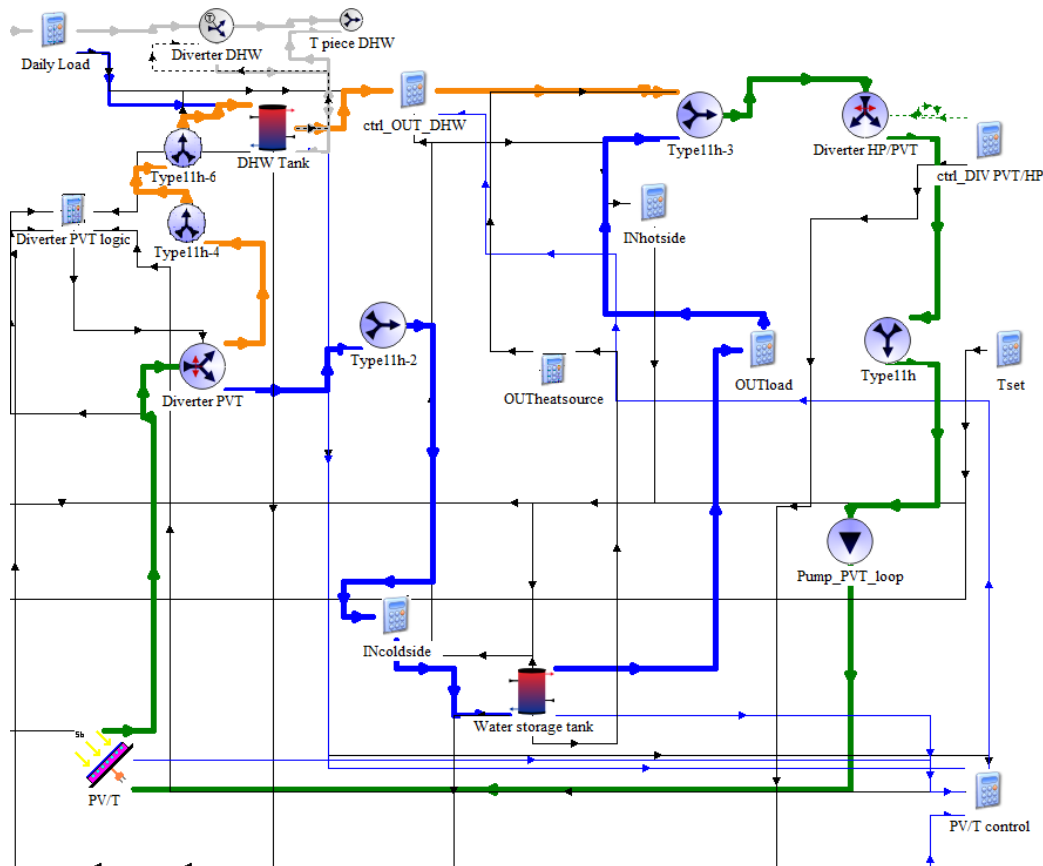 Daily Load
Diverter DHW
T piece DHW
DHW Tank
ctrl_OUT_DHW
Type11h-3
Diverter HP/PVT
ctrl_DIV PVT/HP
Type11h-6
INhotside
Diverter PVT logic
Type11h-4
Type11h-2
OUTheatsource
OUTload
Type11h
Tset
Diverter PVT
Pump_PVT_loop
INcoldside
Water storage tank
5b
PV/T
PV/T control